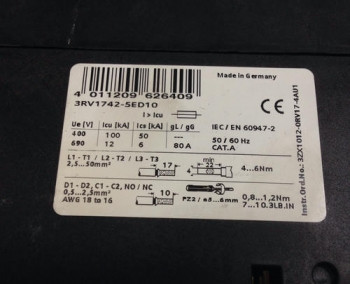 Made in Germany
4 011209 626409
3RV1742-5ED10
I > Icu
Ue [V] Icu [kA] Ics [kA] gL / gG
400 100 50
690 12 6 80 A
IEC / EN 60947-2
50 / 60 Hz
CAT.A
L1 - T1 / L2 - T2 / L3 - T3
2,5...50mm² 17
min
22
4...6Nm
D1 - D2, C1 - C2, NO / NC
0,5...2,5mm² 10
AWG 18 to 16
PZ2 / ø5...6mm
0,8...1,2Nm
7...10.3LB.IN
Instr.Ord.No.: 3ZX1012-0RV17-4AU1
CE